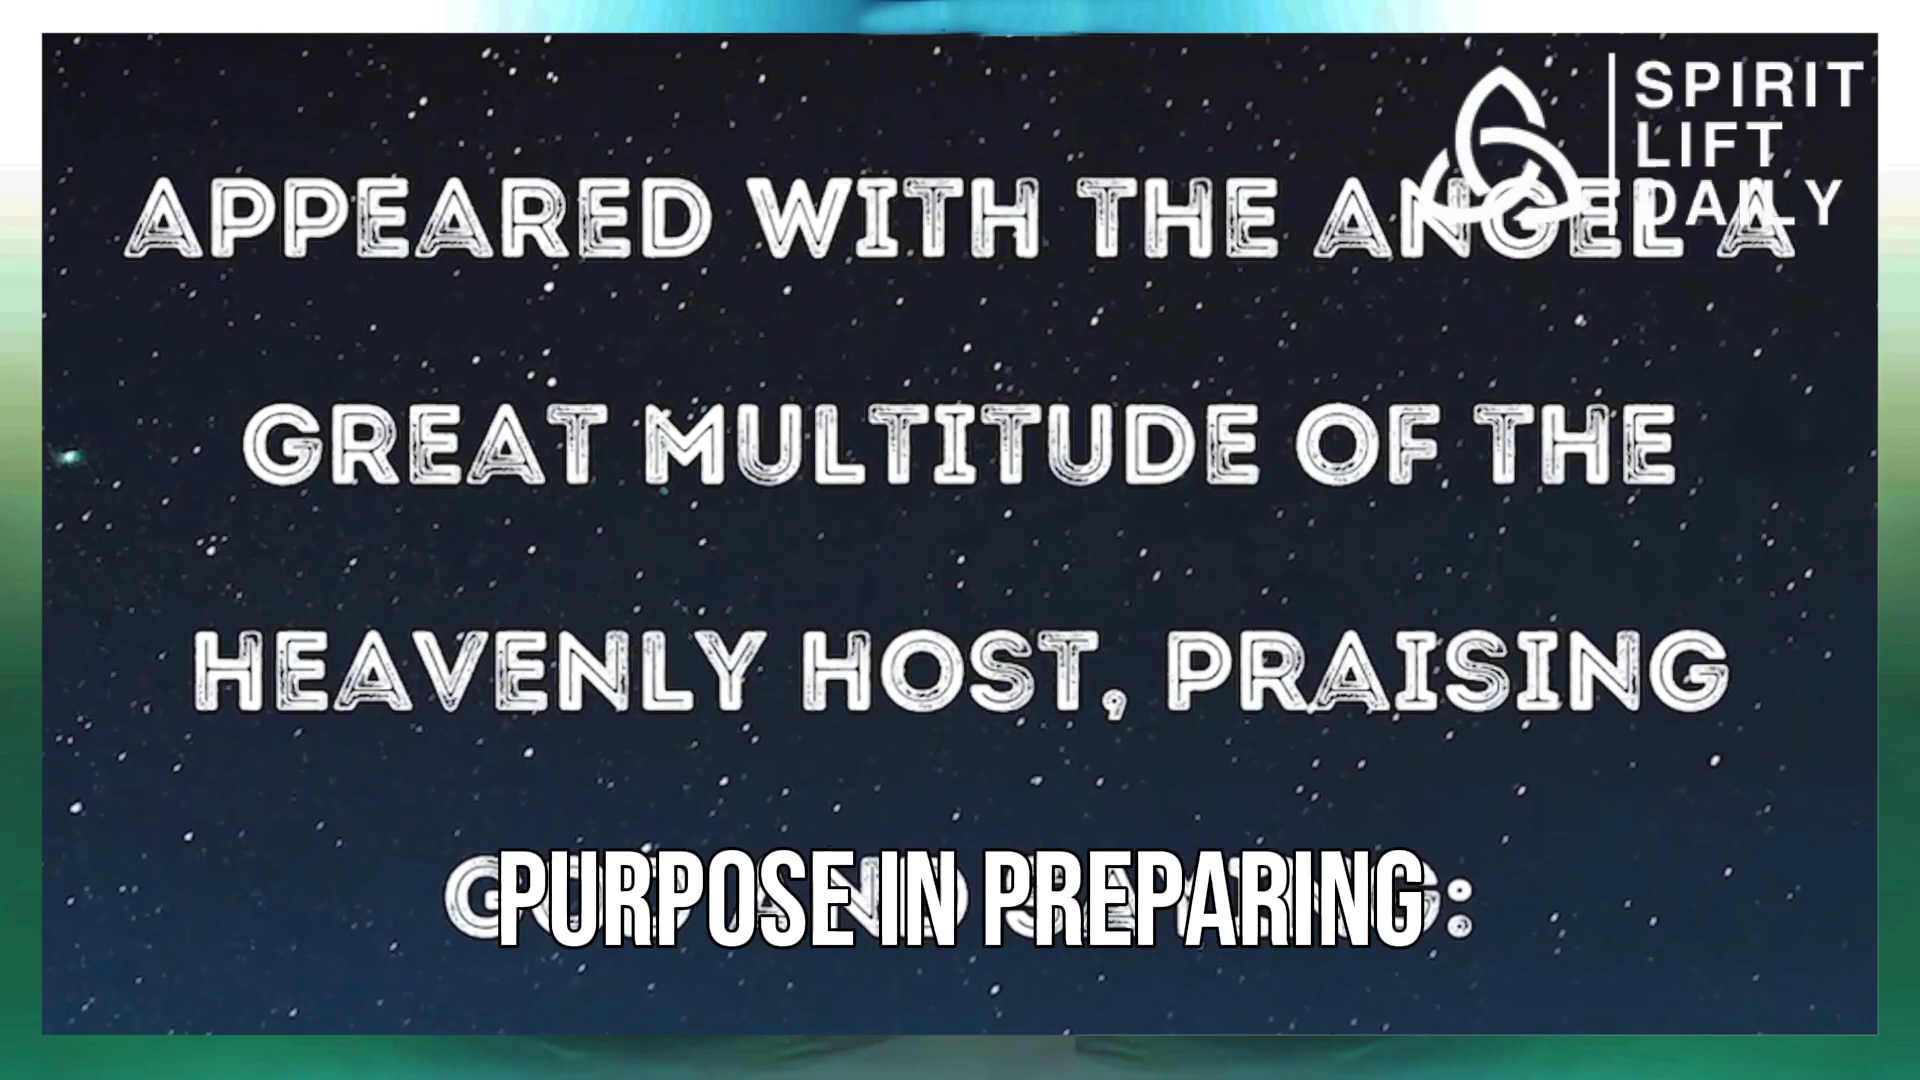 SPIRIT
LIFT
DAILY
APPEARED WITH THE ANGEL A
GREAT MULTITUDE OF THE
HEAVENLY HOST, PRAISING
PURPOSE IN PREPARING